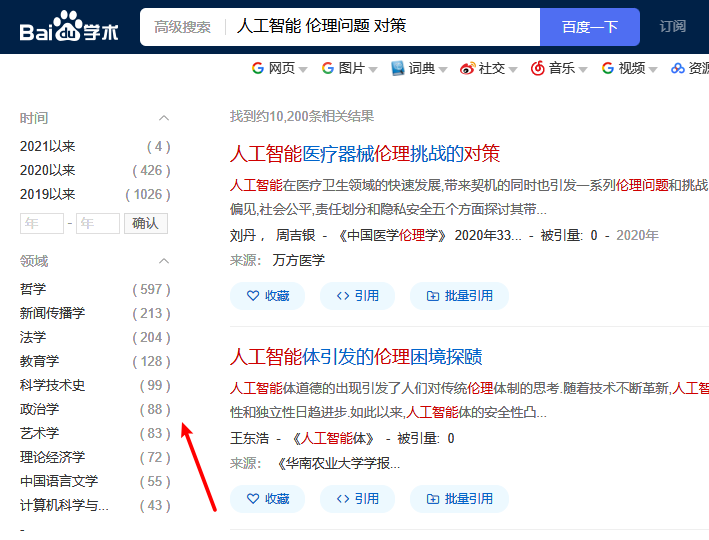 Bai du 学术
高级搜索 人工智能 伦理问题 对策 百度一下 订阅
网页 图片 词典 社交 音乐 视频 资源
时间
2021以来 ( 4 )
2020以来 ( 426 )
2019以来 ( 1026 )
年 - 年 确认
领域
哲学 ( 597 )
新闻传播学 ( 213 )
法学 ( 204 )
教育学 ( 128 )
科学技术史 ( 99 )
政治学 ( 88 )
艺术学 ( 83 )
理论经济学 ( 72 )
中国语言文学 ( 55 )
计算机科学与... ( 43 )
找到约10,200条相关结果
人工智能医疗器械伦理挑战的对策
人工智能在医疗卫生领域的快速发展,带来契机的同时也引发一系列伦理问题和挑战
偏见,社会公平,责任划分和隐私安全五个方面探讨其带...
刘丹， 周吉银 - 《中国医学伦理学》 2020年33... - 被引量: 0 - 2020年
来源： 万方医学
收藏 引用 批量引用
人工智能体引发的伦理困境探赜
人工智能体道德的出现引发了人们对传统伦理体制的思考.随着技术不断革新,人工智
性和独立性日趋进步.如此以来,人工智能体的安全性凸...
王东浩 - 《人工智能体》 - 被引量: 0
来源： 《华南农业大学学报...
收藏 引用 批量引用